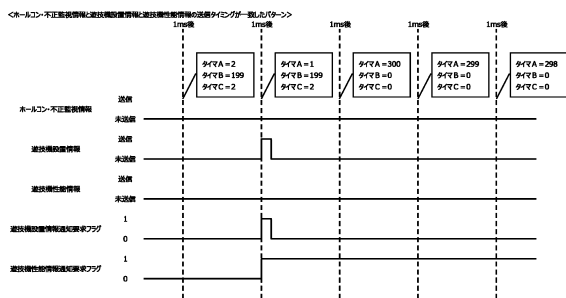 <ホールコン・不正監視情報と遊技機設置情報と遊技機性能情報の送信タイミングが一致したパターン>
1ms後 1ms後 1ms後 1ms後 1ms後
タイマA=2 タイマA=1 タイマA=300 タイマA=299 タイマA=298
タイマB=199 タイマB=199 タイマB=0 タイマB=0 タイマB=0
タイマC=2 タイマC=2 タイマC=0 タイマC=0 タイマC=0
送信
ホールコン・不正監視情報
未送信
送信
遊技機設置情報
未送信
送信
遊技機性能情報
未送信
1
遊技機設置情報通知要求フラグ
0
1
遊技機性能情報通知要求フラグ
0